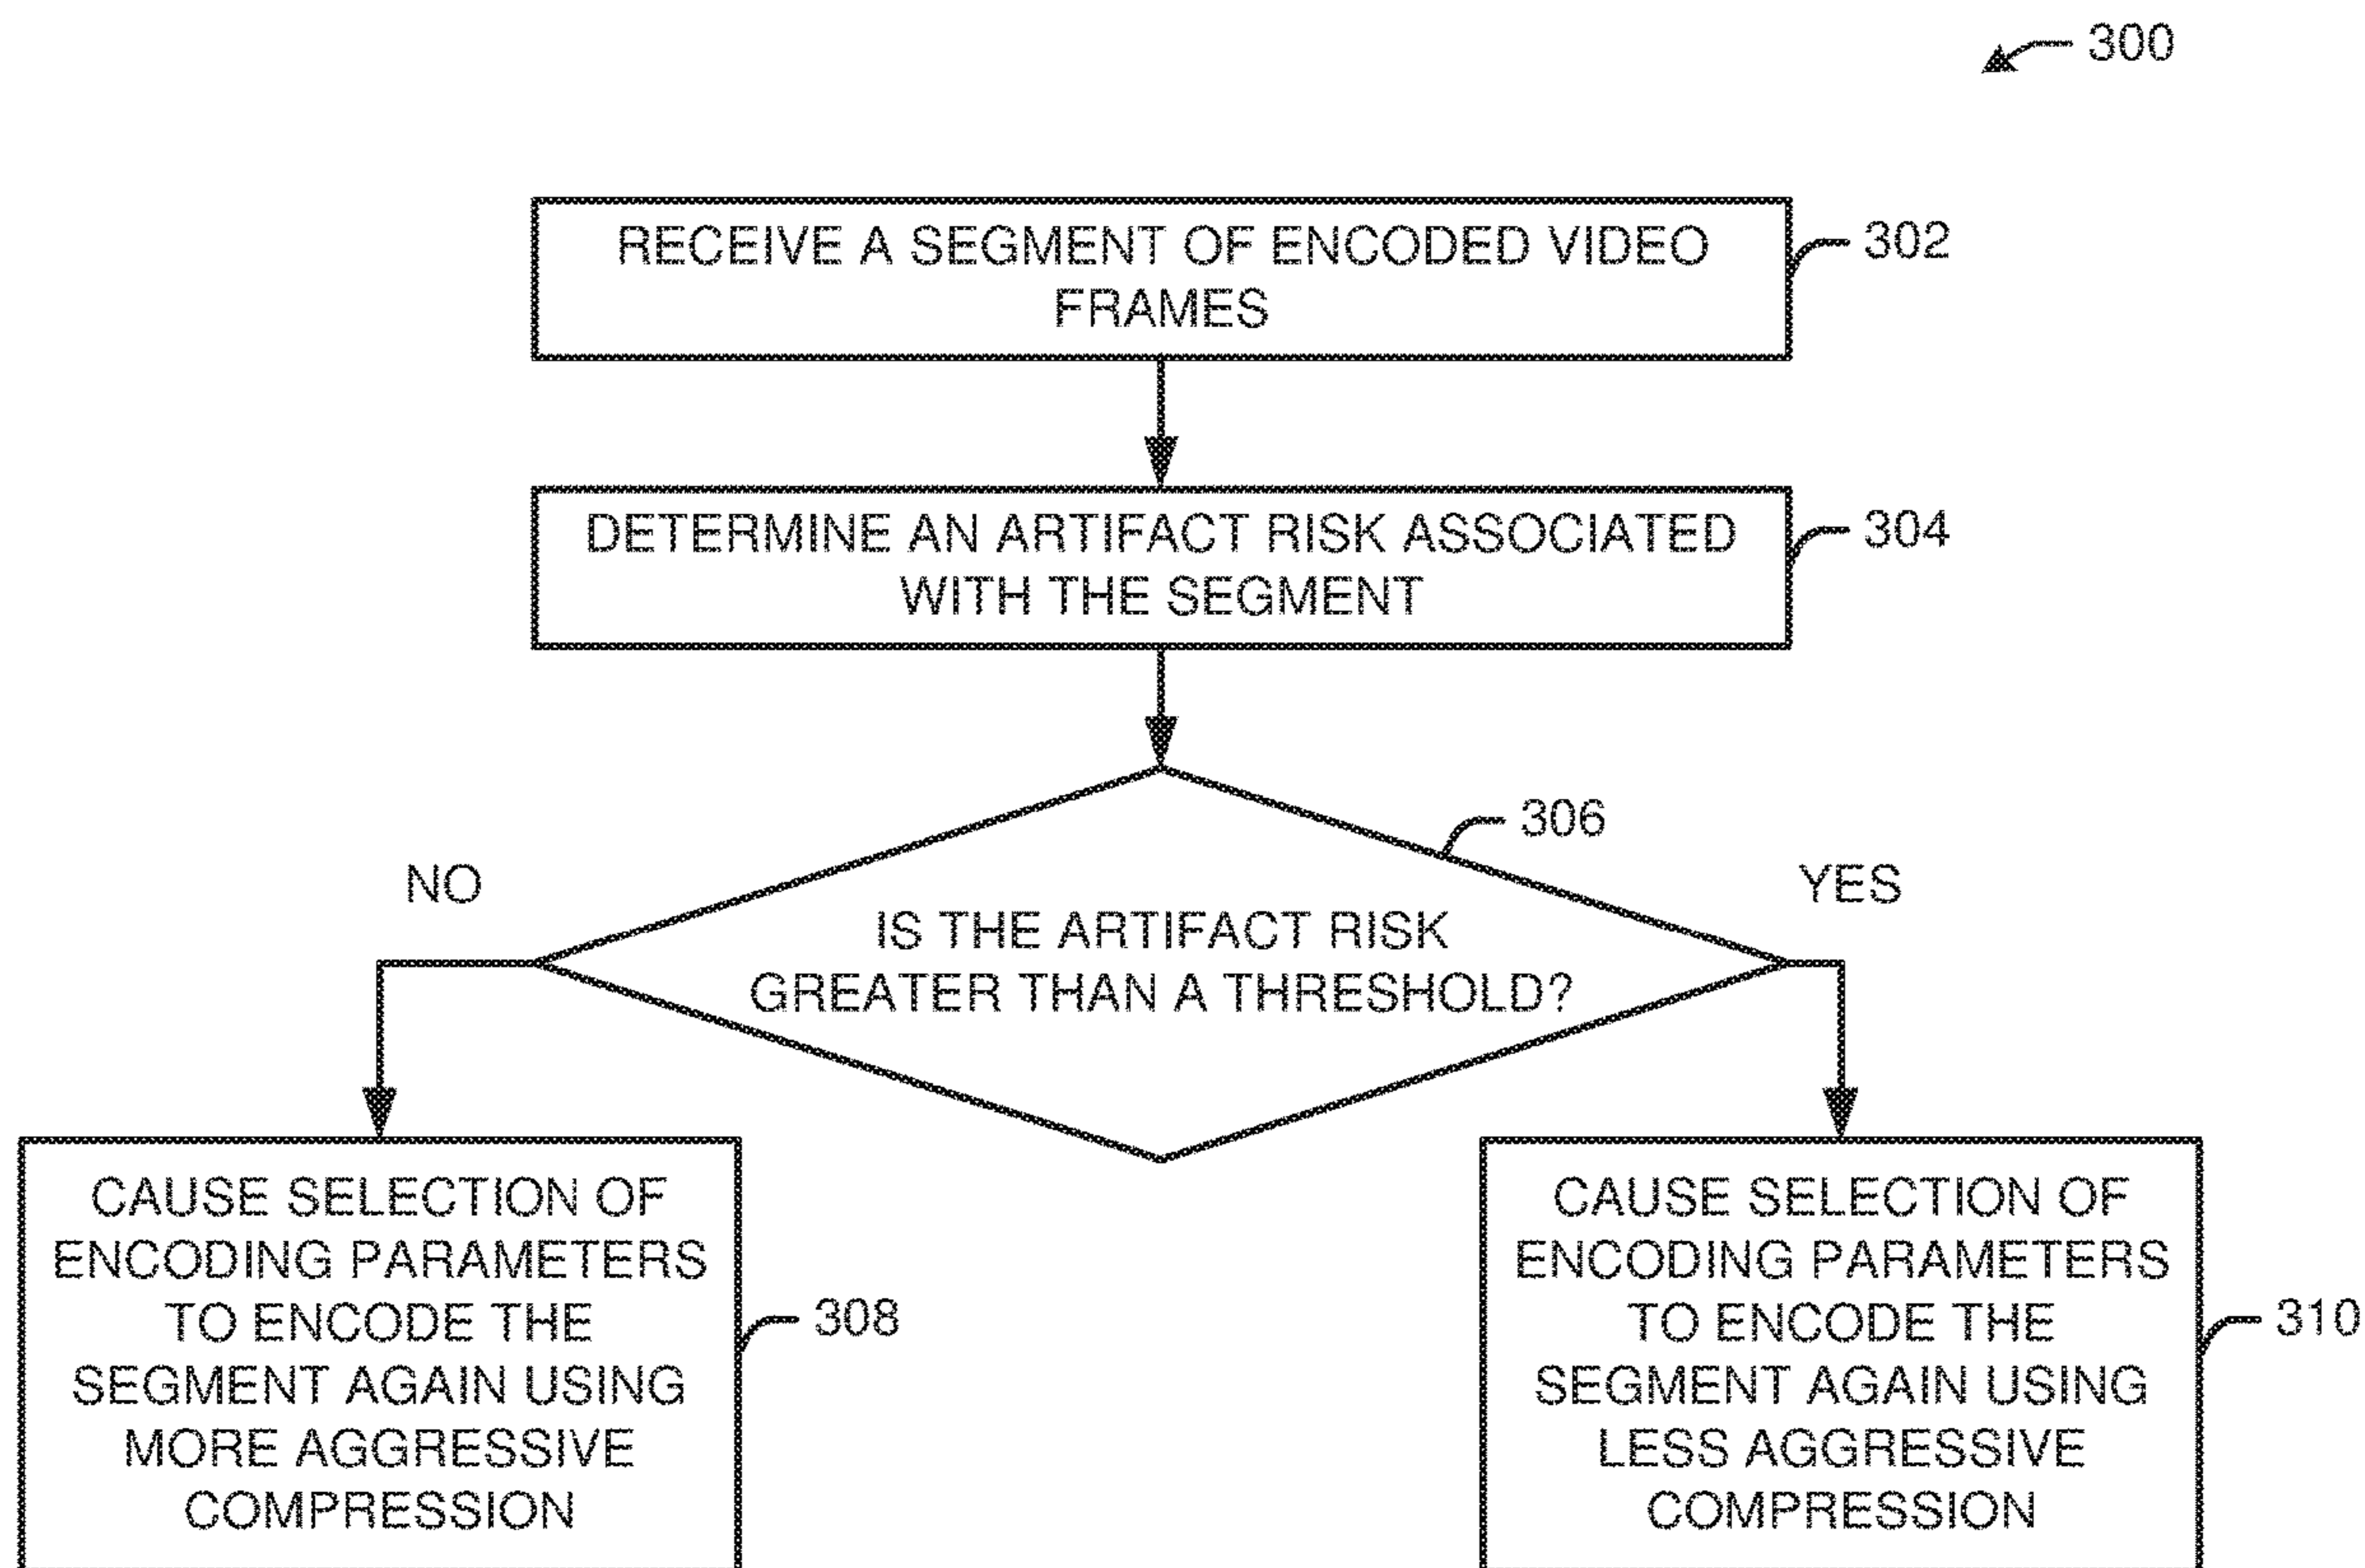 300
RECEIVE A SEGMENT OF ENCODED VIDEO
FRAMES
302
DETERMINE AN ARTIFACT RISK ASSOCIATED
WITH THE SEGMENT
304
306
NO
YES
IS THE ARTIFACT RISK
GREATER THAN A THRESHOLD?
CAUSE SELECTION OF
ENCODING PARAMETERS
TO ENCODE THE
SEGMENT AGAIN USING
MORE AGGRESSIVE
COMPRESSION
308
CAUSE SELECTION OF
ENCODING PARAMETERS
TO ENCODE THE
SEGMENT AGAIN USING
LESS AGGRESSIVE
COMPRESSION
310